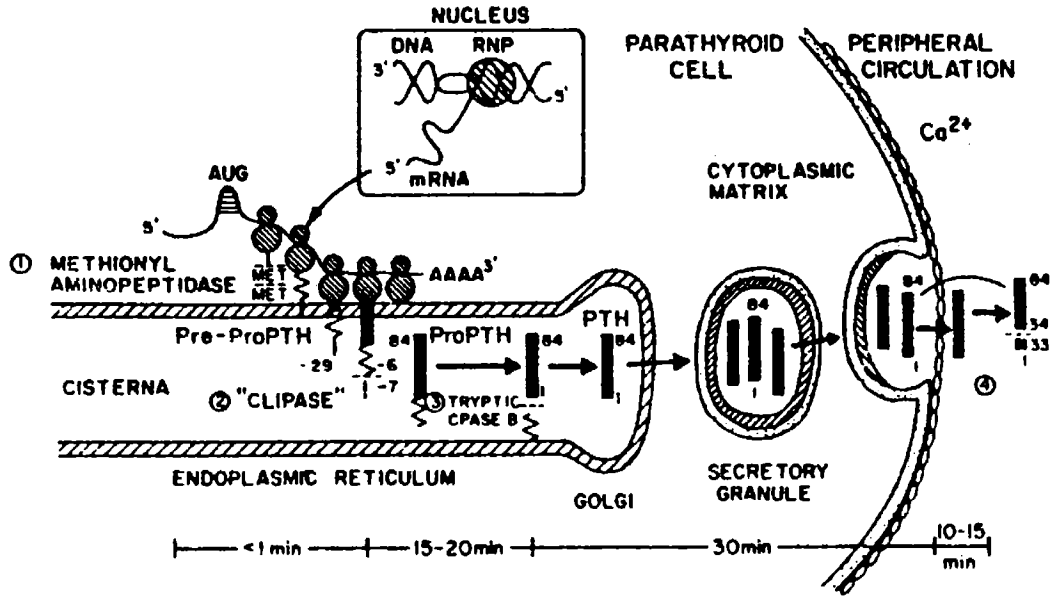 NUCLEUS
DNA RNP
3'
5'
5'
mRNA
PARATHYROID
CELL
PERIPHERAL
CIRCULATION
Ca2+
CYTOPLASMIC
MATRIX
AUG
5'
① METHIONYL
AMINOPEPTIDASE
MET
MET
AAAA3'
Pre-ProPTH
ProPTH
PTH
84
84
84
84
84
84
-29
-6
-7
CISTERNA
② "CLIPASE"
③ TRYPTIC
CPASE B
1
1
1
1
34
33
1
④
ENDOPLASMIC RETICULUM
GOLGI
SECRETORY
GRANULE
<1 min
15-20min
30min
10-15
min